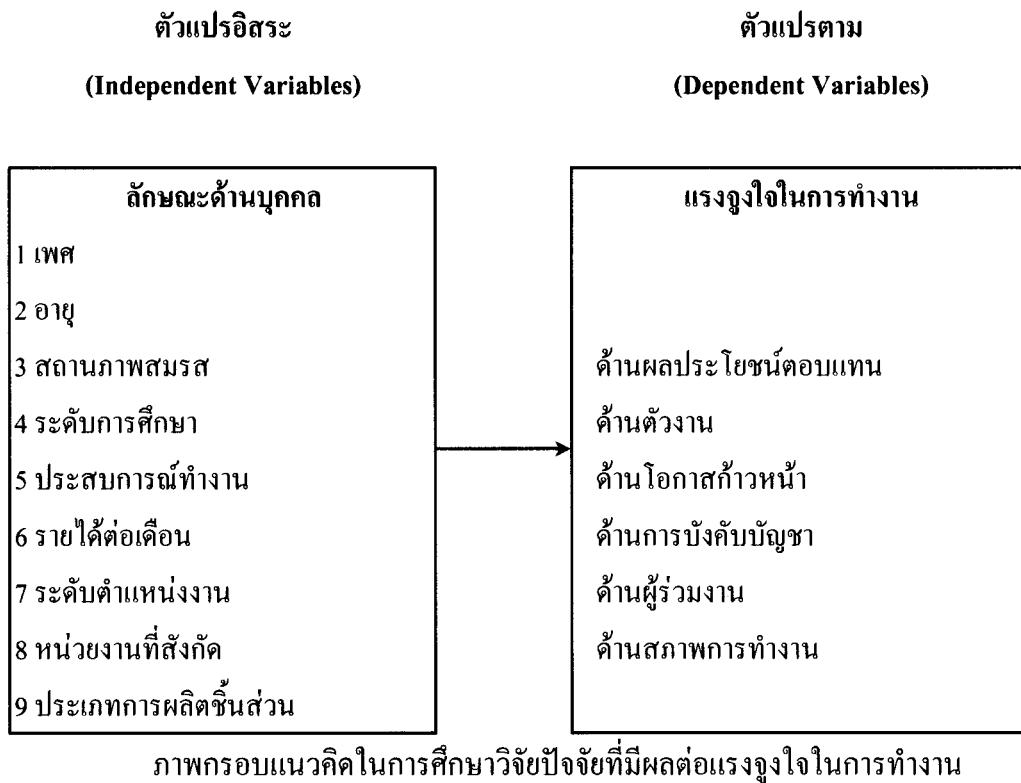 ตัวแปรอิสระ
(Independent Variables)
ลักษณะด้านบุคคล
1 เพศ
2 อายุ
3 สถานภาพสมรส
4 ระดับการศึกษา
5 ประสบการณ์ทำงาน
6 รายได้ต่อเดือน
7 ระดับตำแหน่งงาน
8 หน่วยงานที่สังกัด
9 ประเภทการผลิตชิ้นส่วน
ตัวแปรตาม
(Dependent Variables)
แรงจูงใจในการทำงาน
ด้านผลประโยชน์ตอบแทน
ด้านตัวงาน
ด้านโอกาสก้าวหน้า
ด้านการบังคับบัญชา
ด้านผู้ร่วมงาน
ด้านสภาพการทำงาน
ภาพกรอบแนวคิดในการศึกษาวิจัยปัจจัยที่มีผลต่อแรงจูงใจในการทำงาน